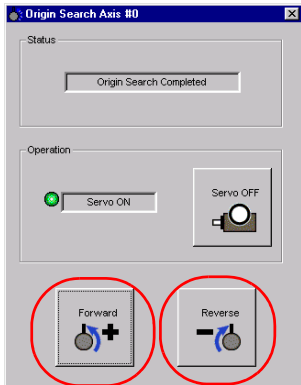 Origin Search Axis #0
Status
Origin Search Completed
Operation
Servo ON
Servo OFF
Forward
Reverse